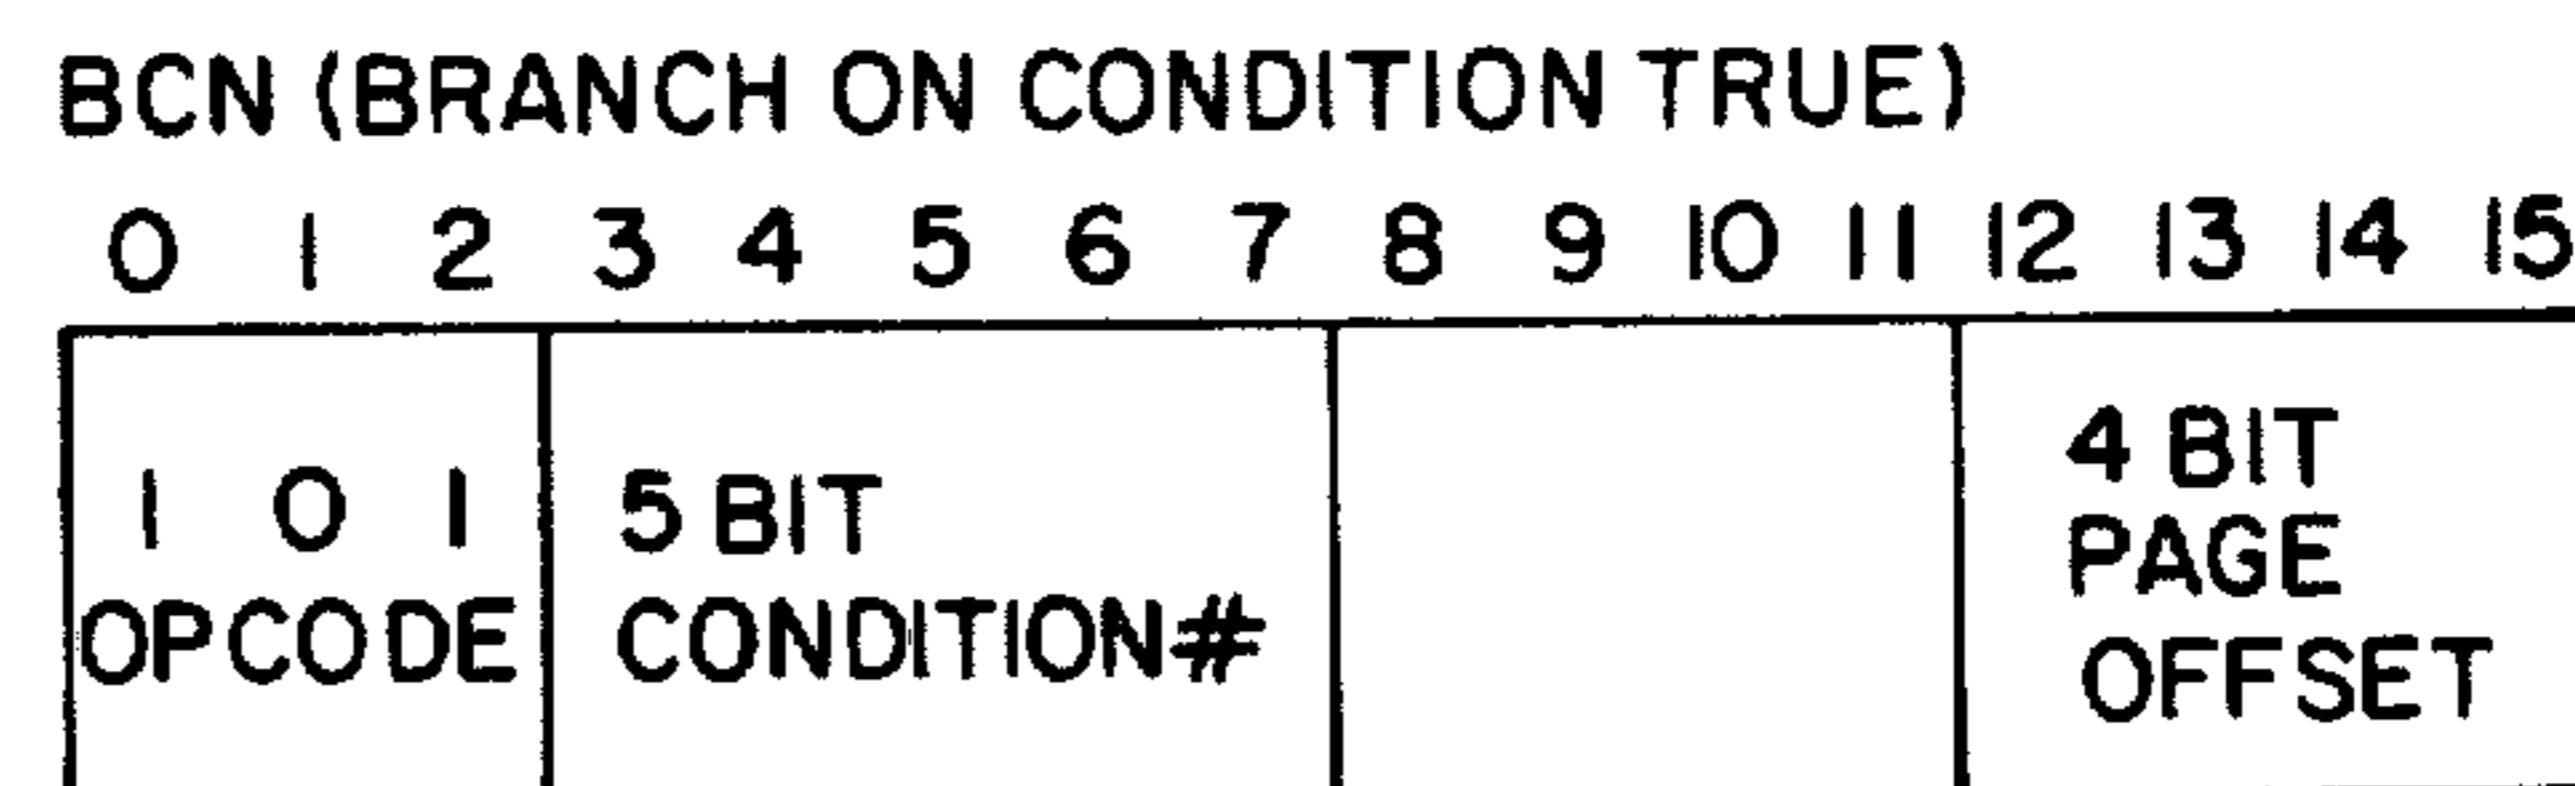 BCN (BRANCH ON CONDITION TRUE)
0 1 2 3 4 5 6 7 8 9 10 11 12 13 14 15
1 0 1
OPCODE
5 BIT
CONDITION#
4 BIT
PAGE
OFFSET